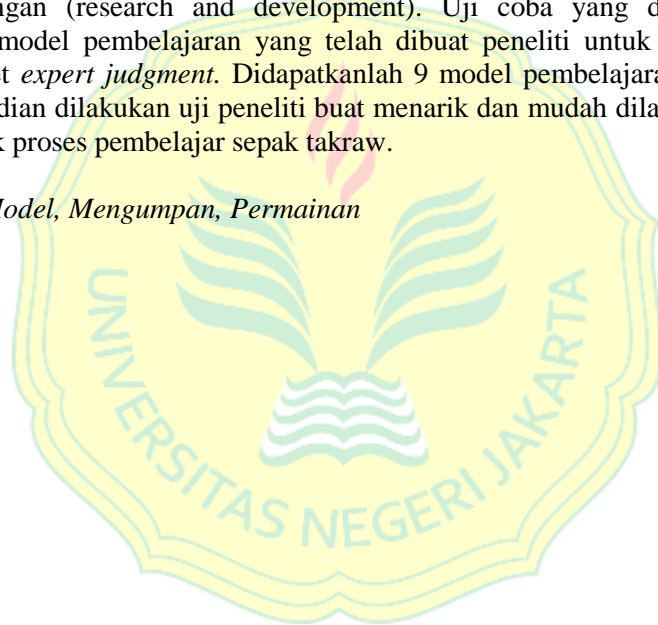 ngan (research and development). Uji coba yang d
model pembelajaran yang telah dibuat peneliti untuk
et expert judgment. Didapatkanlah 9 model pembelajara
dian dilakukan uji peneliti buat menarik dan mudah dila
k proses pembelajar sepak takraw.
Model, Mengumpan, Permainan
UNIVERSITAS NEGERI JAKARTA